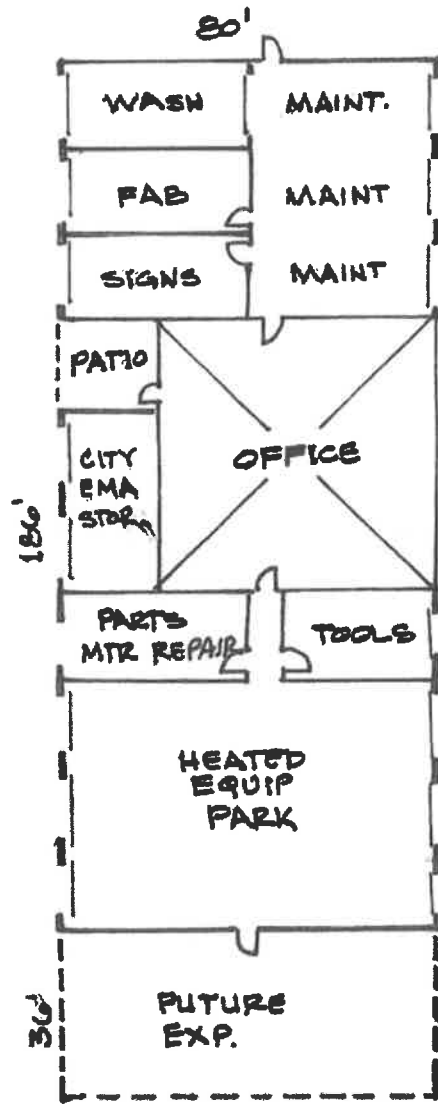 80'
WASH
MAINT.
FAB
MAINT
SIGNS
MAINT
PATIO
OFFICE
CITY
EMA
STOR.
186'
PARTS
MTR REPAIR
TOOLS
HEATED
EQUIP
PARK
36'
FUTURE
EXP.